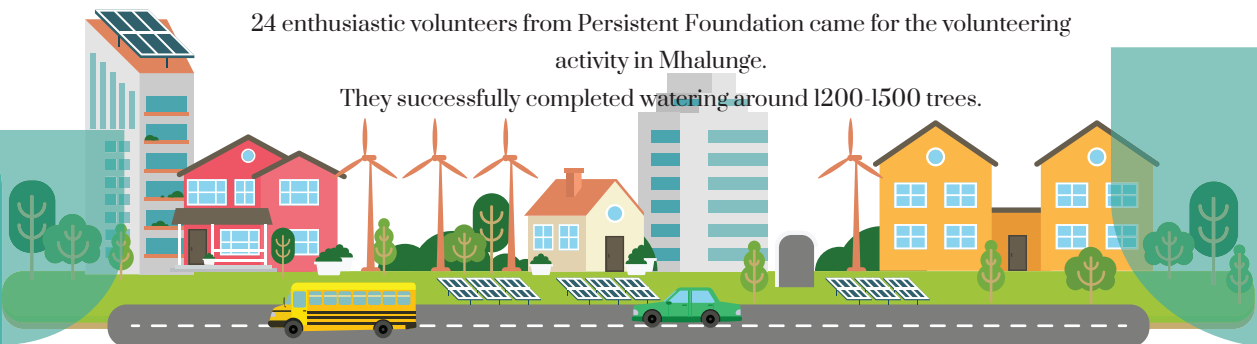 24 enthusiastic volunteers from Persistent Foundation came for the volunteering
activity in Mhalunge.
They successfully completed watering around 1200-1500 trees.